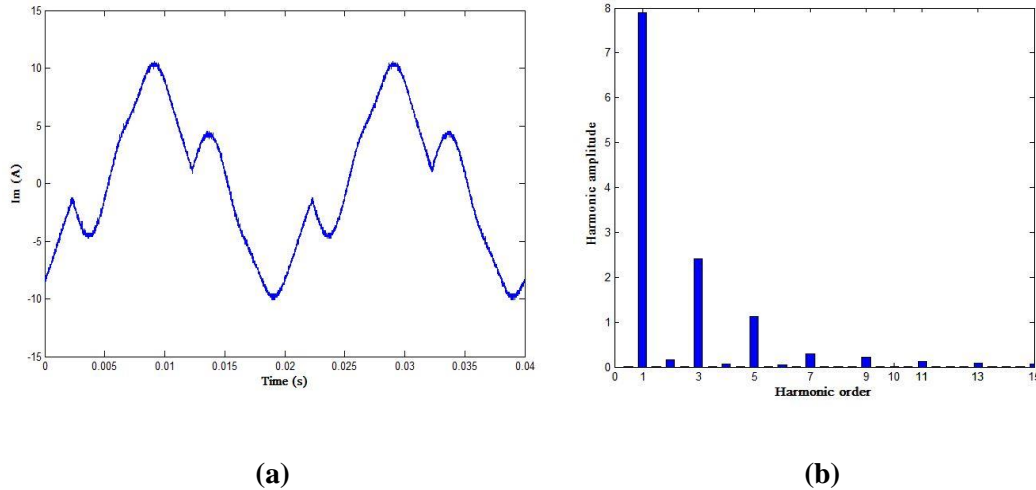 15
10
5
0
-5
-10
-15
Im (A)
0 0.005 0.01 0.015 0.02 0.025 0.03 0.035 0.04
Time (s)
8
7
6
5
4
3
2
1
0
Harmonic amplitude
0 1 3 5 7 9 10 11 13 15
Harmonic order
(a)
(b)